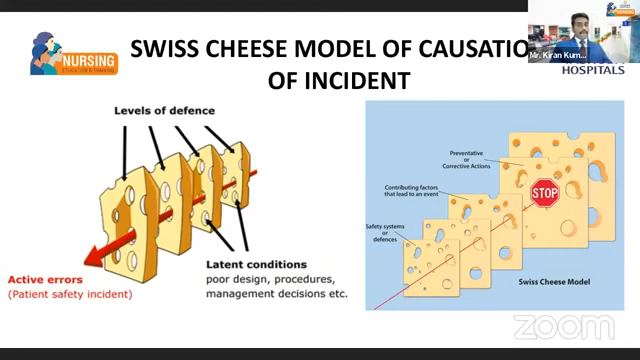 NURSING
EDUCATION & TRAINING
SWISS CHEESE MODEL OF CAUSATIO
OF INCIDENT
Mr. Kiran Kum...
HOSPITALS
Levels of defence
Active errors
(Patient safety incident)
Latent conditions
poor design, procedures,
management decisions etc.
Preventative
or
Corrective Actions
STOP
Contributing factors
that lead to an event
Safety systems
or
defences
Swiss Cheese Model
zoom